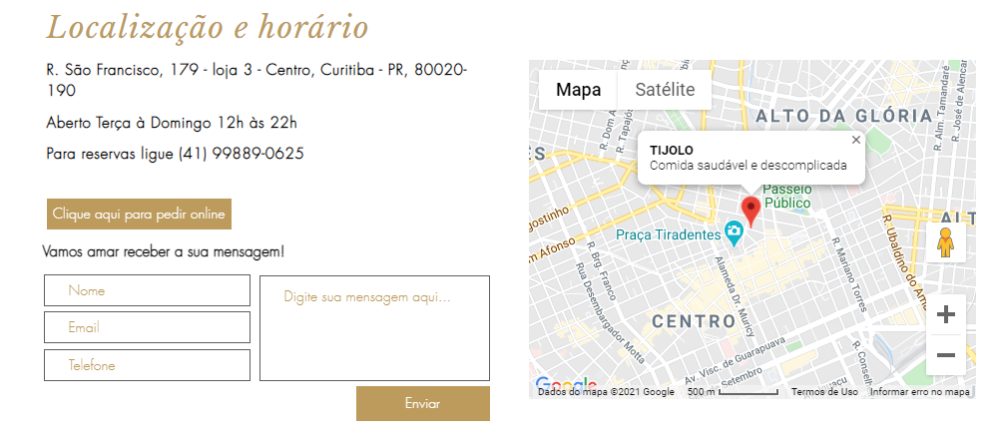 Localização e horário
R. São Francisco, 179 - loja 3 - Centro, Curitiba - PR, 80020-
190
Aberto Terça à Domingo 12h às 22h
Para reservas ligue (41) 99889-0625
Clique aqui para pedir online
Vamos amar receber a sua mensagem!
Nome
Digite sua mensagem aqui...
Email
Telefone
Enviar
Mapa
Satélite
ALTO DA GLÓRIA
R. Dom A
R. Tapajós
R. Alm. Tamandaré
R. José de Alencar
ES
TIJOLO
Comida saudável e descomplicada
Passeio
Público
Praça Tiradentes
gostinho
m Afonso
R. Brg. Franco
Rua Desembargador Motta
Alameda Dr. Muricy
R. Mariano Torres
R. Ubaldino do Ama
ALT
CENTRO
Av. Visc. de Guarapuava
Setembro
R. Conselhe
Google
Dados do mapa ©2021 Google
500 m
Termos de Uso
Informar erro no mapa